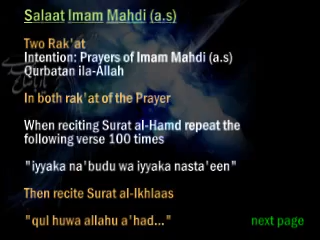 Salaat Imam Mahdi (a.s)
Two Rak'at
Intention: Prayers of Imam Mahdi (a.s)
Qurbatan ila-Allah
In both rak'at of the Prayer
When reciting Surat al-Hamd repeat the
following verse 100 times
"iyyaka na'budu wa iyyaka nasta'een"
Then recite Surat al-Ikhlaas
"qul huwa allahu a'had..."
next page